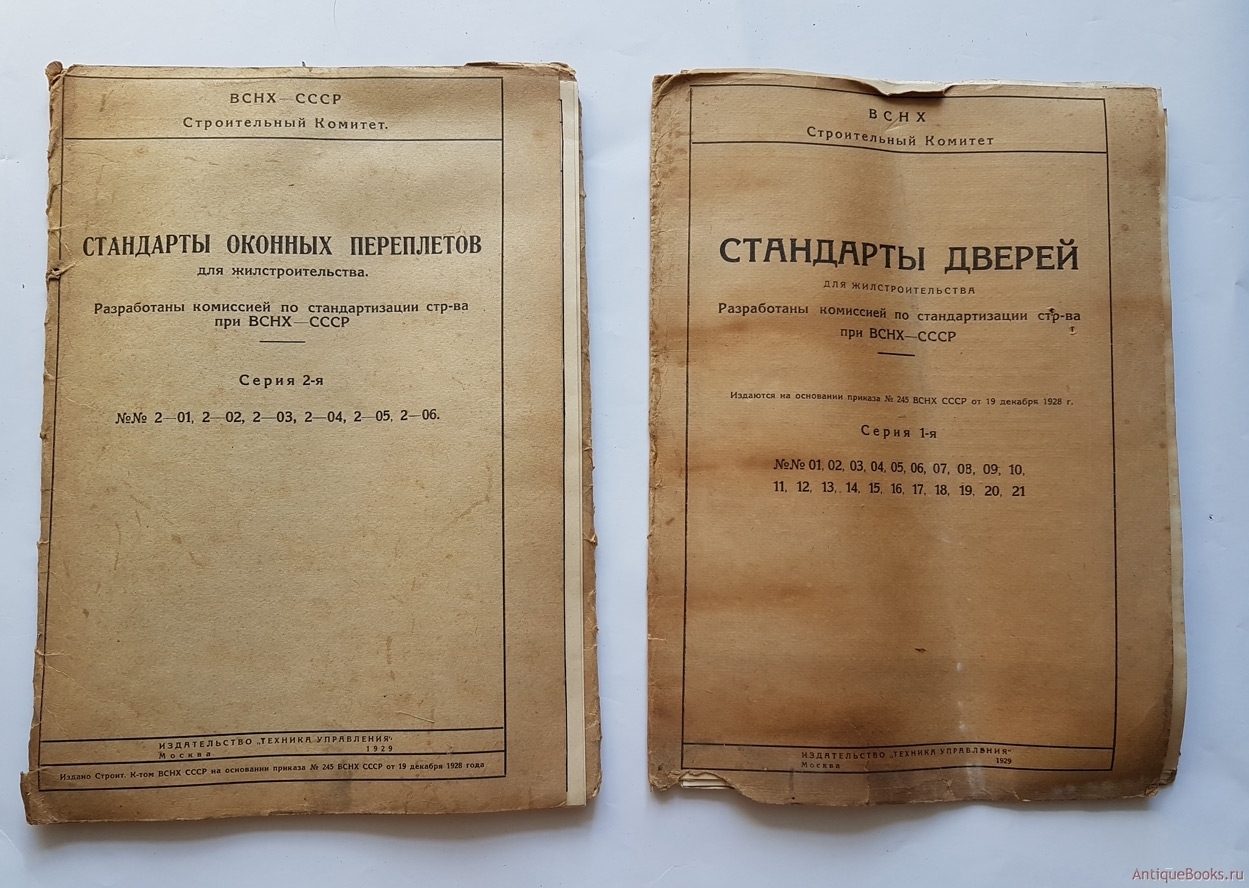 ВСНХ—СССР
Строительный Комитет.
СТАНДАРТЫ ОКОННЫХ ПЕРЕПЛЕТОВ
для жилстроительства.
Разработаны комиссией по стандартизации стр-ва
при ВСНХ—СССР
Серия 2-я
№№ 2—01, 2—02, 2—03, 2—04, 2—05, 2—06.
ИЗДАТЕЛЬСТВО „ТЕХНИКА УПРАВЛЕНИЯ“
Москва 1929
Издано Строит. К-том ВСНХ СССР на основании приказа № 245 ВСНХ СССР от 19 декабря 1928 года
ВСНХ
Строительный Комитет
СТАНДАРТЫ ДВЕРЕЙ
ДЛЯ ЖИЛСТРОИТЕЛЬСТВА
Разработаны комиссией по стандартизации стр-ва
при ВСНХ—СССР
Издаются на основании приказа № 245 ВСНХ СССР от 19 декабря 1928 г.
Серия 1-я
№№ 01, 02, 03, 04, 05, 06, 07, 08, 09, 10,
11, 12, 13, 14, 15, 16, 17, 18, 19, 20, 21
ИЗДАТЕЛЬСТВО „ТЕХНИКА УПРАВЛЕНИЯ“
Москва 1929
AntiqueBooks.ru